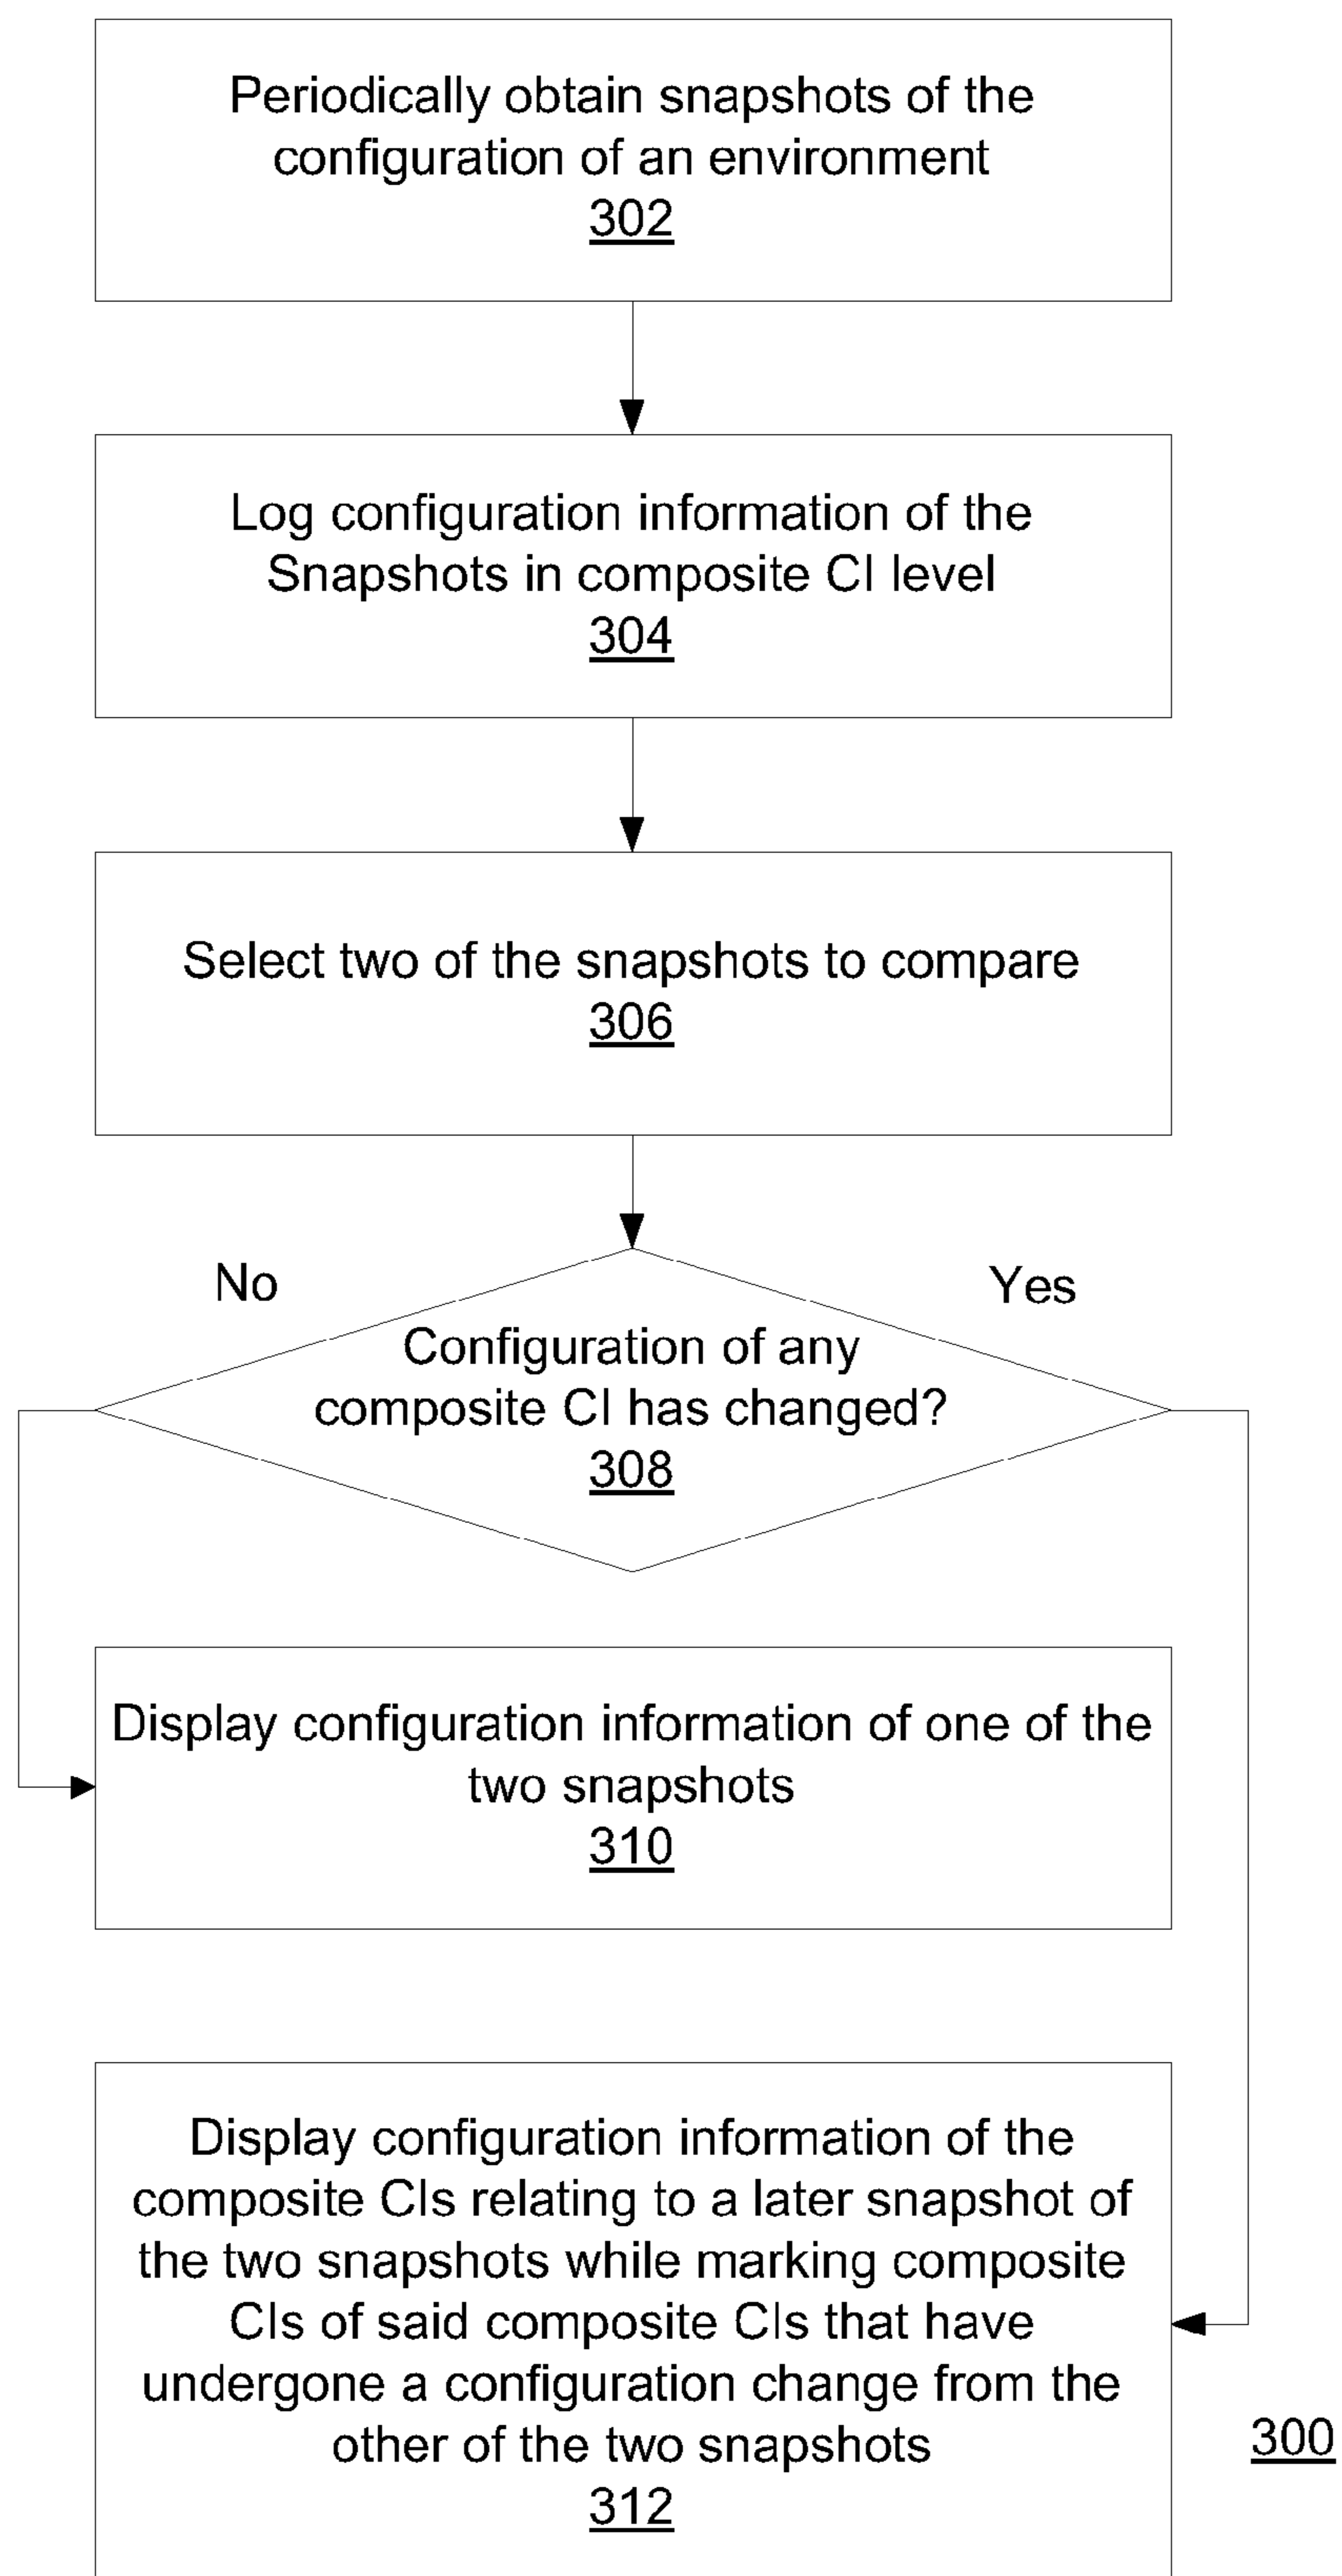 Periodically obtain snapshots of the
configuration of an environment
302
Log configuration information of the
Snapshots in composite CI level
304
Select two of the snapshots to compare
306
No
Yes
Configuration of any
composite CI has changed?
308
Display configuration information of one of the
two snapshots
310
Display configuration information of the
composite CIs relating to a later snapshot of
the two snapshots while marking composite
CIs of said composite CIs that have
undergone a configuration change from the
other of the two snapshots
312
300